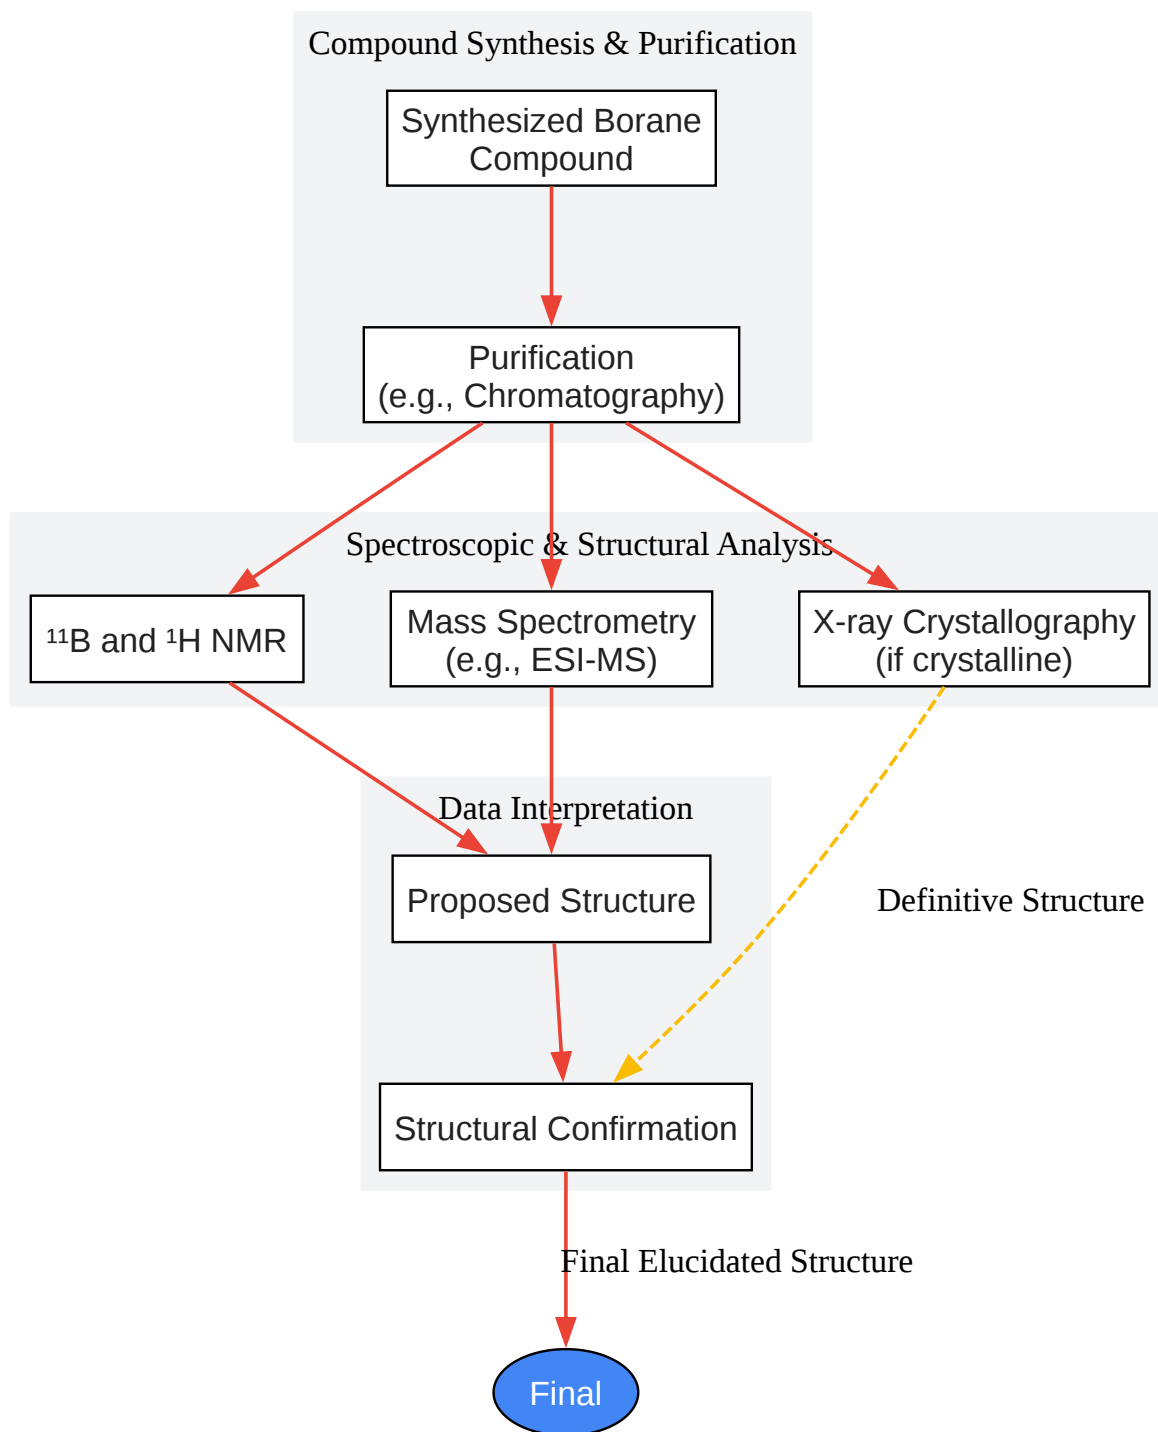 Compound Synthesis & Purification
Synthesized Borane
Compound
Purification
(e.g., Chromatography)
Spectroscopic & Structural Analysis
¹¹B and ¹H NMR
Mass Spectrometry
(e.g., ESI-MS)
X-ray Crystallography
(if crystalline)
Data Interpretation
Proposed Structure
Definitive Structure
Structural Confirmation
Final Elucidated Structure
Final